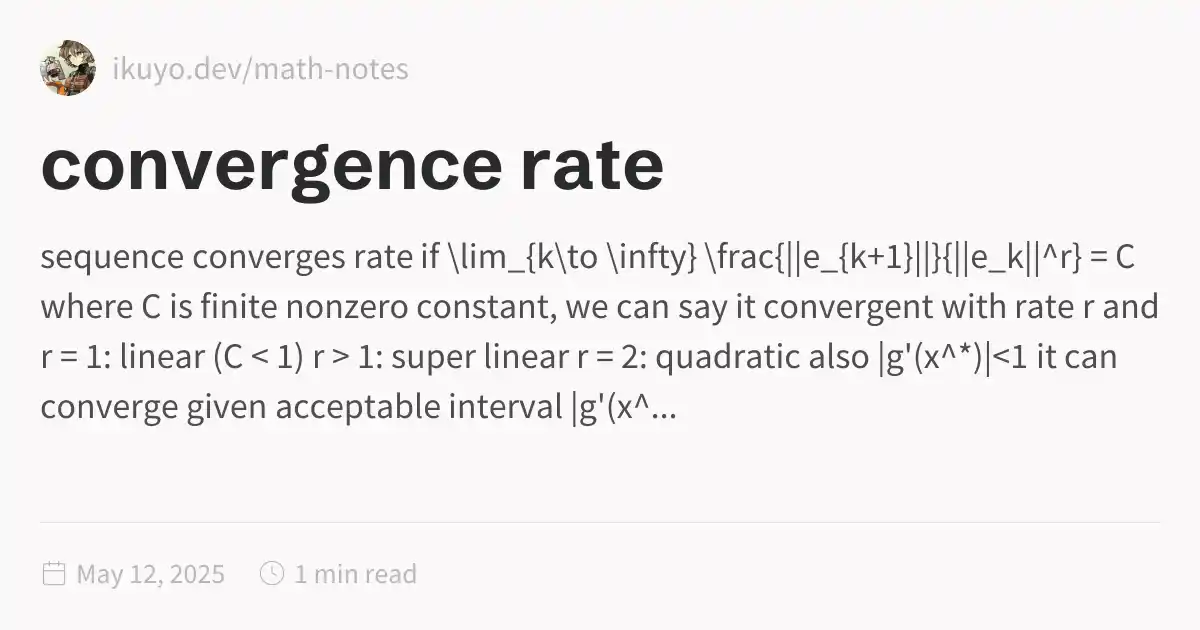 ikuyo.dev/math-notes
convergence rate
sequence converges rate if \lim_{k\to \infty} \frac{||e_{k+1}||}{||e_k||^r} = C
where C is finite nonzero constant, we can say it convergent with rate r and
r = 1: linear (C < 1) r > 1: super linear r = 2: quadratic also |g'(x^*)|<1 it can
converge given acceptable interval |g'(x^...
May 12, 2025 1 min read